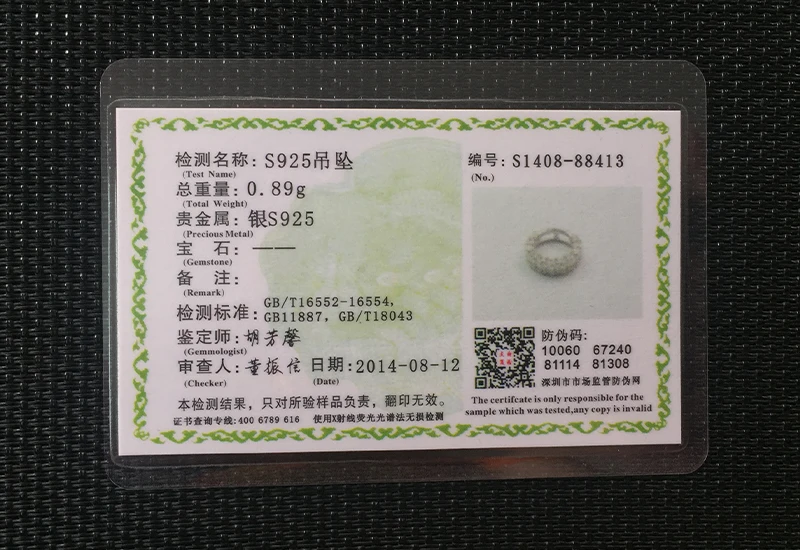 检测名称: S925吊坠
(Test Name)
总重量: 0.89g
(Total Weight)
贵金属: 银S925
(Precious Metal)
宝 石: ——
(Gemstone)
备 注:
(Remark)
检测标准: GB/T16552-16554,
GB11887, GB/T18043
鉴定师: 胡芳馨
(Gemmologist)
审查人: 董振信 日期: 2014-08-12
(Checker) (Date)
本检测结果，只对所验样品负责，翻印无效。
证书查询专线: 400 6789 616 使用X射线荧光光谱法无损检测
编号: S1408-88413
(No.)
防伪码:
10060 67240
81114 81308
深圳市市场监管防伪网
The certifcate is only responsible for the
sample which was tested,any copy is invalid